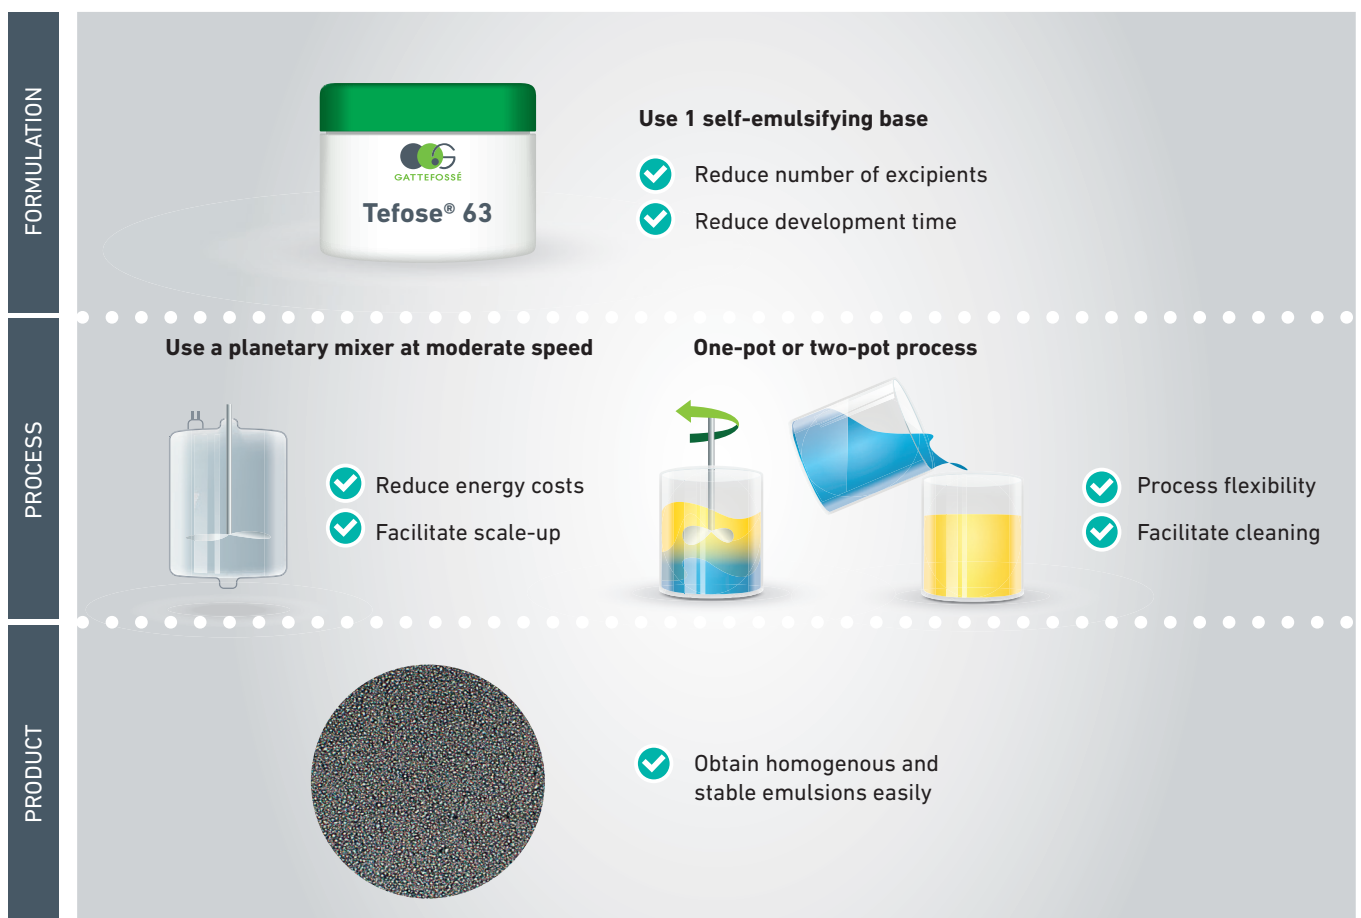 FORMULATION
GATTEFOSSÉ
Tefose® 63
Use 1 self-emulsifying base
Reduce number of excipients
Reduce development time
PROCESS
Use a planetary mixer at moderate speed
Reduce energy costs
Facilitate scale-up
One-pot or two-pot process
Process flexibility
Facilitate cleaning
PRODUCT
Obtain homogenous and
stable emulsions easily